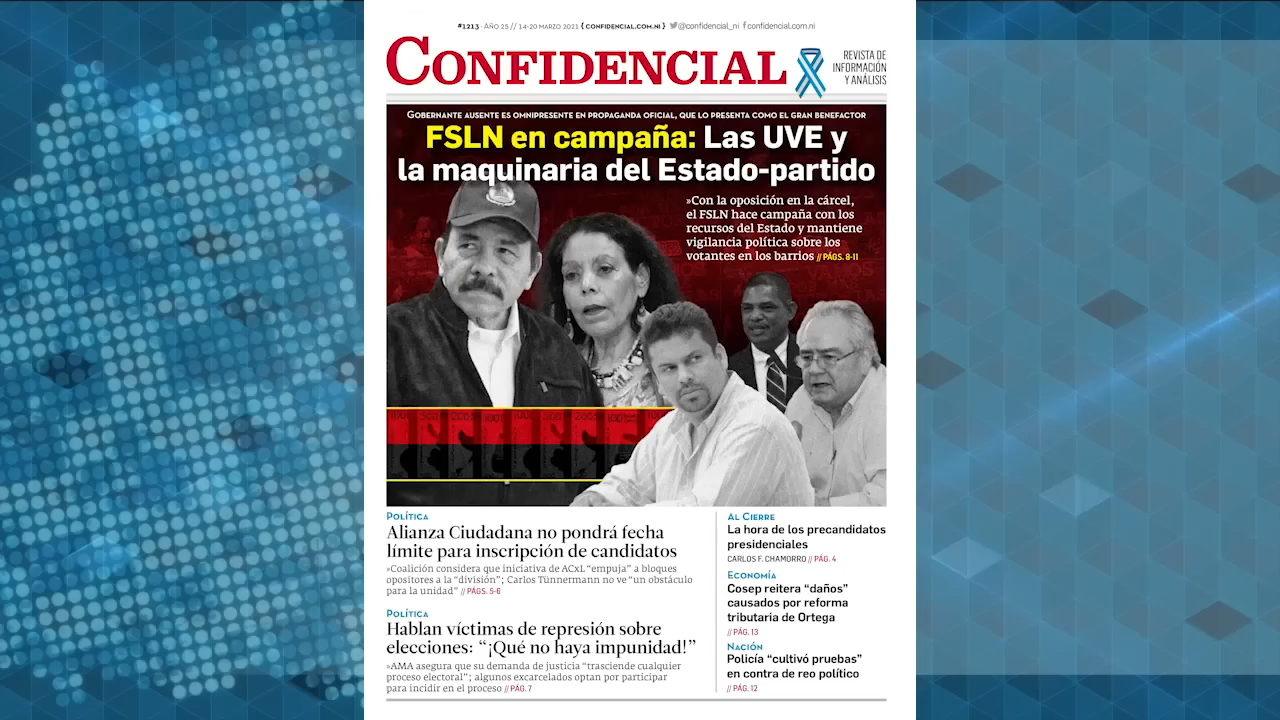 #1213 · AÑO 25 // 14-20 MARZO 2021 { CONFIDENCIAL.COM.NI } @confidencial_ni confidencial.com.ni
CONFIDENCIAL
REVISTA DE
INFORMACIÓN
Y ANÁLISIS
GOBERNANTE AUSENTE ES OMNIPRESENTE EN PROPAGANDA OFICIAL, QUE LO PRESENTA COMO EL GRAN BENEFACTOR
FSLN en campaña: Las UVE y
la maquinaria del Estado-partido
»Con la oposición en la cárcel,
el FSLN hace campaña con los
recursos del Estado y mantiene
vigilancia política sobre los
votantes en los barrios // PÁGS. 8-11
POLÍTICA
Alianza Ciudadana no pondrá fecha
límite para inscripción de candidatos
»Coalición considera que iniciativa de ACxL “empuja” a bloques
opositores a la “división”; Carlos Tünnermann no ve “un obstáculo
para la unidad” // PÁGS. 5-6
POLÍTICA
Hablan víctimas de represión sobre
elecciones: “¡Qué no haya impunidad!”
»AMA asegura que su demanda de justicia “trasciende cualquier
proceso electoral”; algunos excarcelados optan por participar
para incidir en el proceso // PÁG. 7
AL CIERRE
La hora de los precandidatos
presidenciales
CARLOS F. CHAMORRO // PÁG. 4
ECONOMÍA
Cosep reitera “daños”
causados por reforma
tributaria de Ortega
// PÁG. 13
NACIÓN
Policía “cultivó pruebas”
en contra de reo político
// PÁG. 12